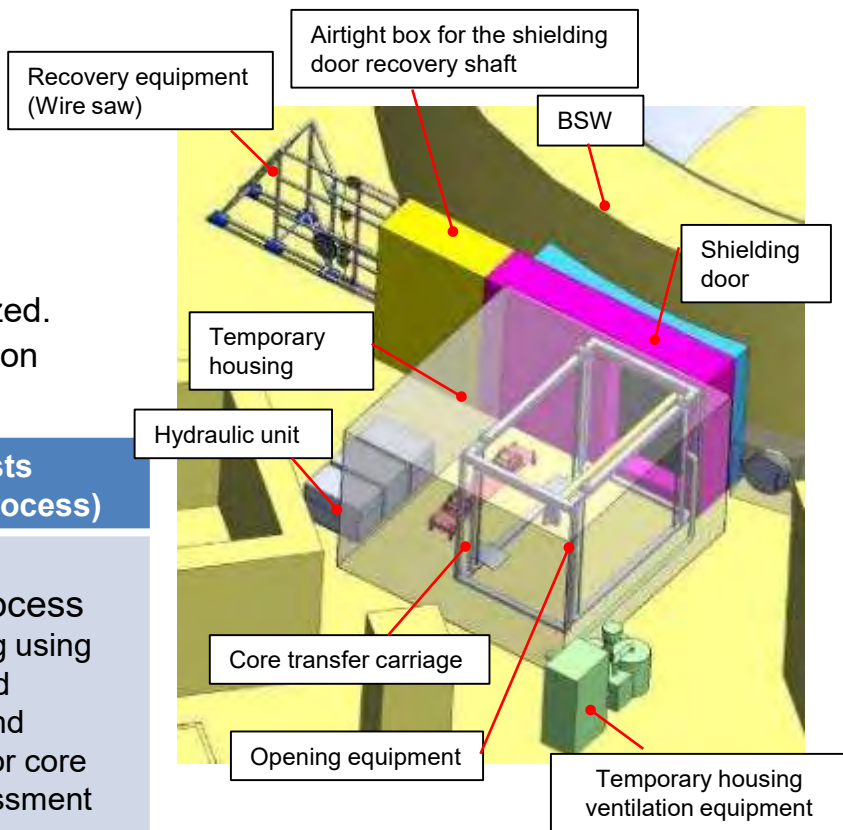 Airtight box for the shielding
door recovery shaft
Recovery equipment
(Wire saw)
BSW
Shielding
door
zed.
on
Temporary
housing
Hydraulic unit
sts
ocess)
ocess
g using
d
nd
or core
ssment
Core transfer carriage
Opening equipment
Temporary housing
ventilation equipment